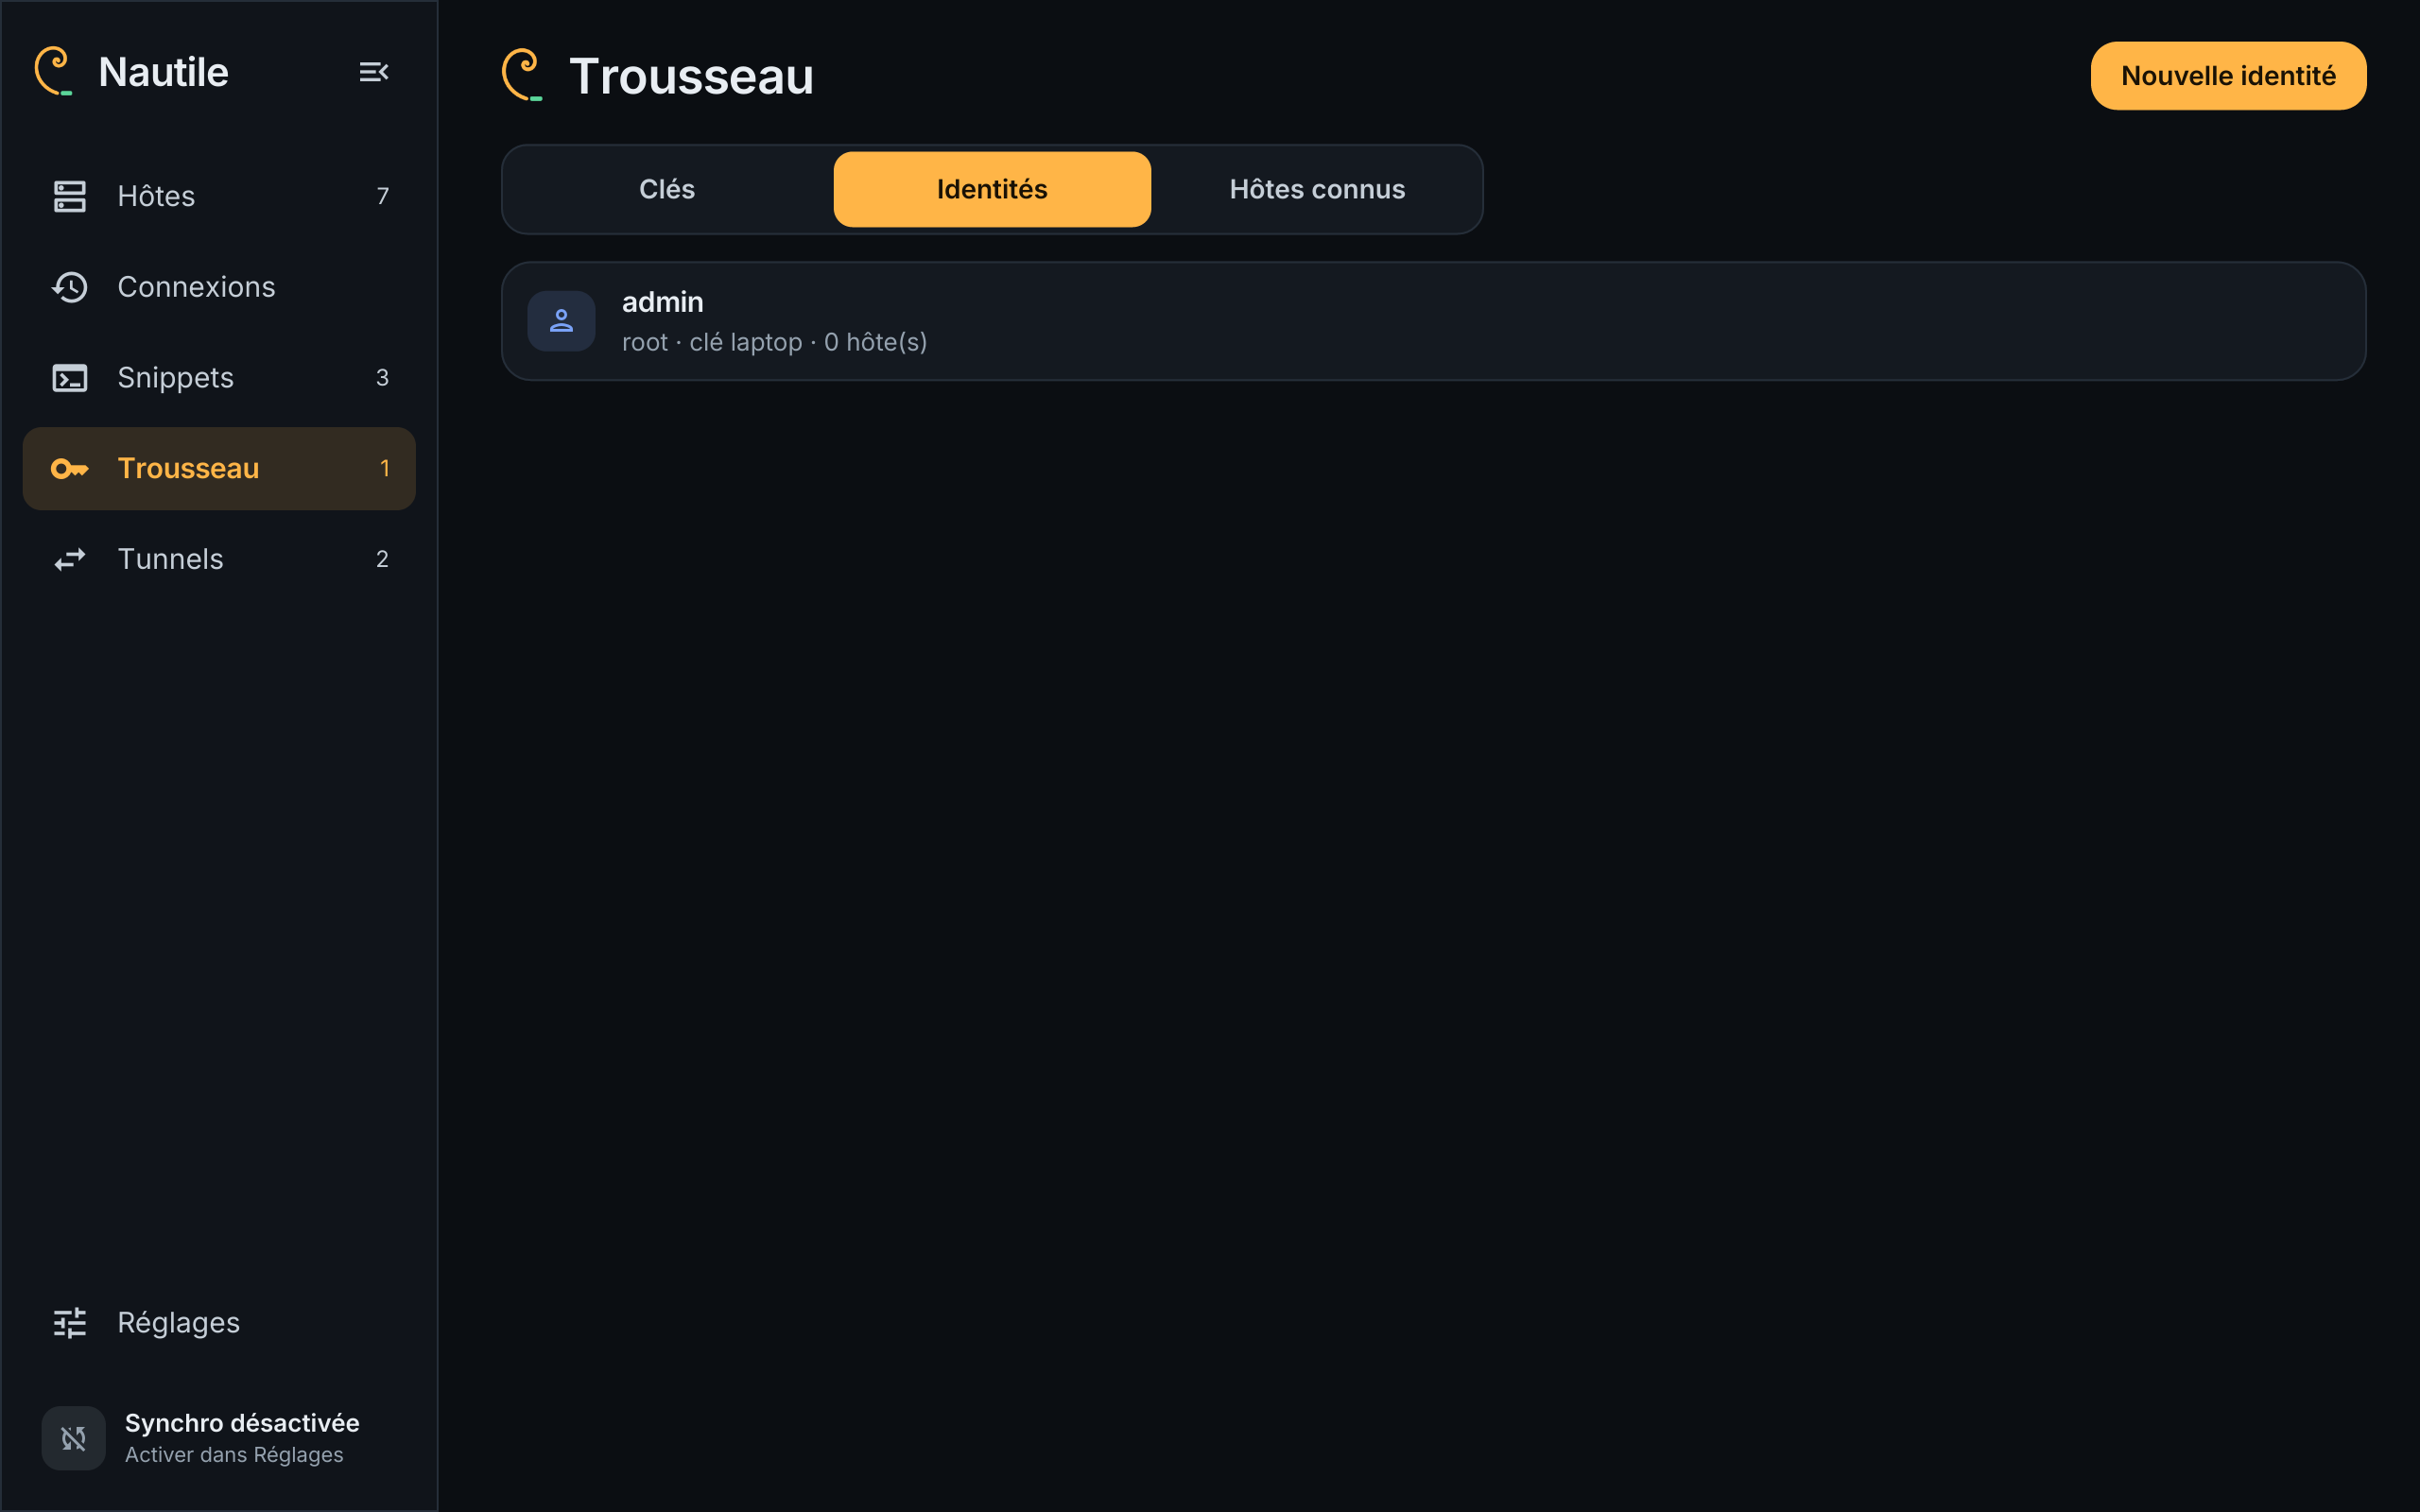 Nautile
Hôtes 7
Connexions
Snippets 3
Trousseau 1
Tunnels 2
Réglages
Synchro désactivée
Activer dans Réglages
Trousseau
Nouvelle identité
Clés Identités Hôtes connus
admin
root · clé laptop · 0 hôte(s)